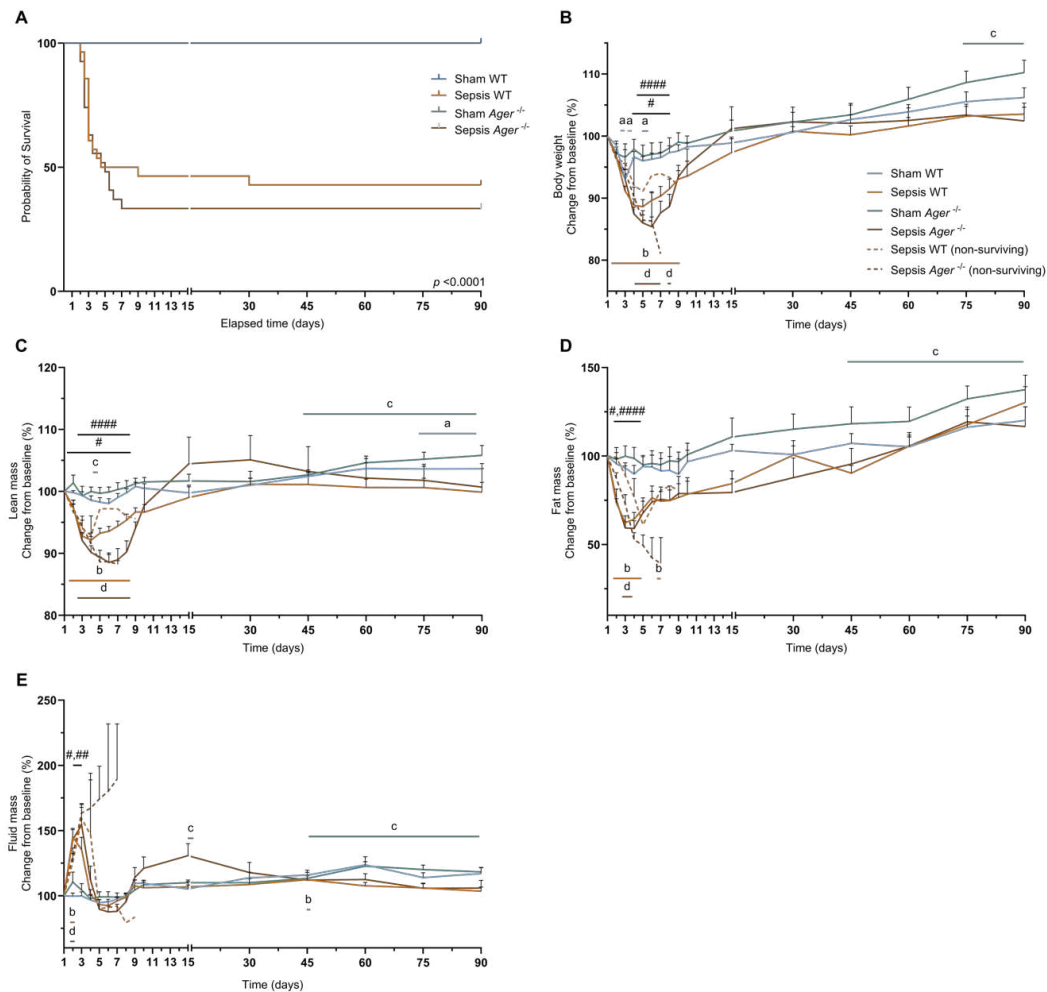 A
100
50
0
Probability of Survival
Sham WT
Sepsis WT
Sham Ager -/-
Sepsis Ager -/-
p <0.0001
1 3 5 7 9 11 13 15 30 45 60 75 90
Elapsed time (days)
B
c
110
100
90
80
Body weight
Change from baseline (%)
####
#
aa a
b
d d
Sham WT
Sepsis WT
Sham Ager -/-
Sepsis Ager -/-
Sepsis WT (non-surviving)
Sepsis Ager -/- (non-surviving)
1 3 5 7 9 11 13 15 30 45 60 75 90
Time (days)
C
120
110
100
90
80
Lean mass
Change from baseline (%)
####
#
c
c
a
b
d
1 3 5 7 9 11 13 15 30 45 60 75 90
Time (days)
D
150
100
50
Fat mass
Change from baseline (%)
c
#,####
b b
d
1 3 5 7 9 11 13 15 30 45 60 75 90
Time (days)
E
250
200
150
100
Fluid mass
Change from baseline (%)
#,##
c
c
b
d
b
1 3 5 7 9 11 13 15 30 45 60 75 90
Time (days)